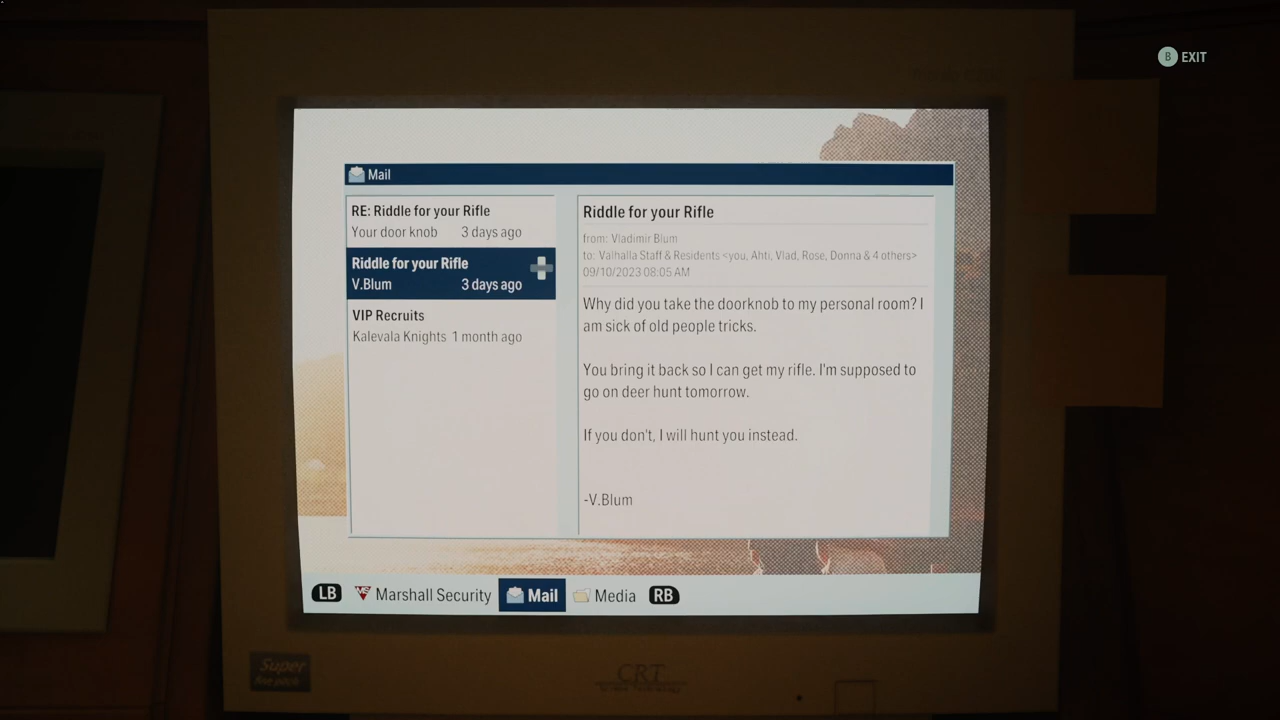 B EXIT
Mail
RE: Riddle for your Rifle
Your door knob 3 days ago
Riddle for your Rifle
V.Blum 3 days ago
VIP Recruits
Kalevala Knights 1 month ago
Riddle for your Rifle
from: Vladimir Blum
to: Valhalla Staff & Residents <you, Ahti, Vlad, Rose, Donna & 4 others>
09/10/2023 08:05 AM
Why did you take the doorknob to my personal room? I
am sick of old people tricks.
You bring it back so I can get my rifle. I'm supposed to
go on deer hunt tomorrow.
If you don't, I will hunt you instead.
-V.Blum
LB Marshall Security Mail Media RB
Super
fine pitch
CRT